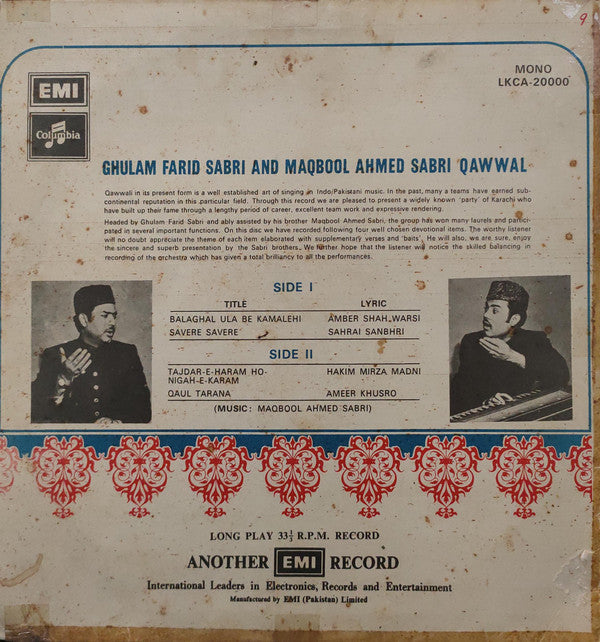 9
EMI
Columbia
MONO
LKCA-20000
GHULAM FARID SABRI AND MAQBOOL AHMED SABRI QAWWAL
Qawwali in its present form is a well established art of singing in Indo/Pakistani music. In the past, many a teams have earned sub-
continental reputation in this particular field. Through this record we are pleased to present a widely known 'party' of Karachi who
have built up their fame through a lengthy period of career, excellent team work and expressive rendering.
Headed by Ghulam Farid Sabri and ably assisted by his brother Maqbool Ahmed Sabri, the group has won many laurels and partici-
pated in several important functions. On this disc we have recorded following four well chosen devotional items. The worthy listener
will no doubt appreciate the theme of each item elaborated with supplementary verses and 'baits'. He will also, we are sure, enjoy
the sincere and superb presentation by the Sabri brothers. We further hope that the listener will notice the skilled balancing in
recording of the orchestra which has given a total brilliancy to all the performances.
SIDE I
TITLE LYRIC
BALAGHAL ULA BE KAMALEHI AMBER SHAH WARSI
SAVERE SAVERE SAHRAI SANBHRI
SIDE II
TAJDAR-E-HARAM HO- HAKIM MIRZA MADNI
NIGAH-E-KARAM
QAUL TARANA AMEER KHUSRO
(MUSIC: MAQBOOL AHMED SABRI)
LONG PLAY 33⅓ R.P.M. RECORD
ANOTHER EMI RECORD
International Leaders in Electronics, Records and Entertainment
Manufactured by EMI (Pakistan) Limited